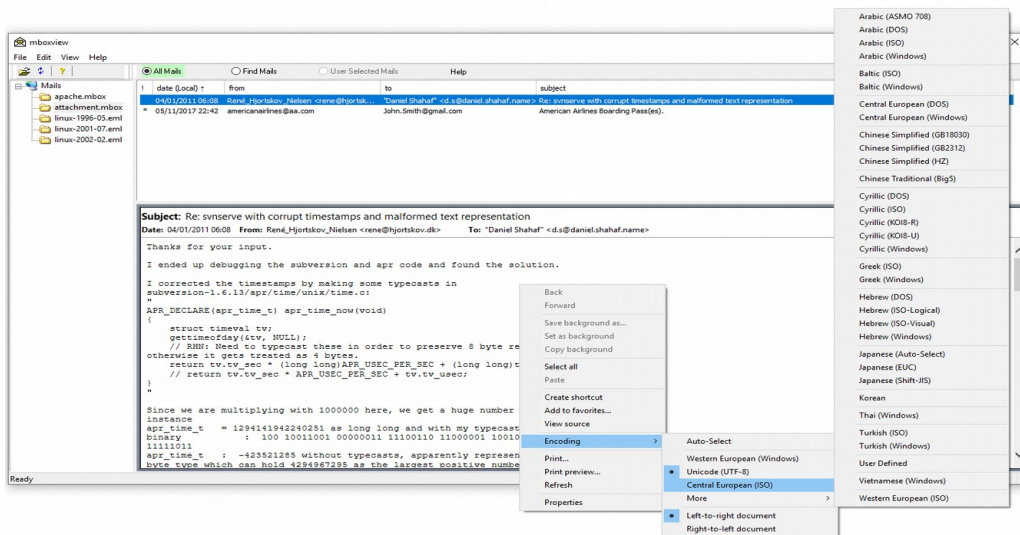 mboxview
File Edit View Help
All Mails Find Mails User Selected Mails Help
Mails
apache.mbox
attachment.mbox
linux-1996-05.eml
linux-2001-07.eml
linux-2002-02.eml
! date (Local) ↑ from to subject
04/01/2011 06:08 René_Hjortskov_Nielsen <rene@hjortsk... "Daniel Shahaf" <d.s@daniel.shahaf.name> Re: svnserve with corrupt timestamps and malformed text representation
* 05/11/2017 22:42 americanairlines@aa.com John.Smith@gmail.com American Airlines Boarding Pass(es).
Subject: Re: svnserve with corrupt timestamps and malformed text representation
Date: 04/01/2011 06:08 From: René_Hjortskov_Nielsen <rene@hjortskov.dk> To: "Daniel Shahaf" <d.s@daniel.shahaf.name>
Thanks for your input.
I ended up debugging the subversion and apr code and found the solution.
I corrected the timestamps by making some typecasts in
subversion-1.6.13/apr/time/unix/time.c:
"
APR_DECLARE(apr_time_t) apr_time_now(void)
{
struct timeval tv;
gettimeofday(&tv, NULL);
// RHN: Need to typecast these in order to preserve 8 byte re
otherwise it gets treated as 4 bytes.
return tv.tv_sec * (long long)APR_USEC_PER_SEC + (long long)t
// return tv.tv_sec * APR_USEC_PER_SEC + tv.tv_usec;
}
"
Since we are multiplying with 1000000 here, we get a huge number
instance
apr_time_t = 1294141942240251 as long long and with my typecast
binary : 100 10011001 00000011 11100110 11000001 10010
11111011
apr_time_t : -423521285 without typecasts, apparently represen
byte type which can hold 4294967295 as the largest positive numbe
Ready
Back
Forward
Save background as...
Set as background
Copy background
Select all
Paste
Create shortcut
Add to favorites...
View source
Encoding
Print...
Print preview...
Refresh
Properties
Auto-Select
Western European (Windows)
Unicode (UTF-8)
Central European (ISO)
More
Left-to-right document
Right-to-left document
Arabic (ASMO 708)
Arabic (DOS)
Arabic (ISO)
Arabic (Windows)
Baltic (ISO)
Baltic (Windows)
Central European (DOS)
Central European (Windows)
Chinese Simplified (GB18030)
Chinese Simplified (GB2312)
Chinese Simplified (HZ)
Chinese Traditional (Big5)
Cyrillic (DOS)
Cyrillic (ISO)
Cyrillic (KOI8-R)
Cyrillic (KOI8-U)
Cyrillic (Windows)
Greek (ISO)
Greek (Windows)
Hebrew (DOS)
Hebrew (ISO-Logical)
Hebrew (ISO-Visual)
Hebrew (Windows)
Japanese (Auto-Select)
Japanese (EUC)
Japanese (Shift-JIS)
Korean
Thai (Windows)
Turkish (ISO)
Turkish (Windows)
User Defined
Vietnamese (Windows)
Western European (ISO)